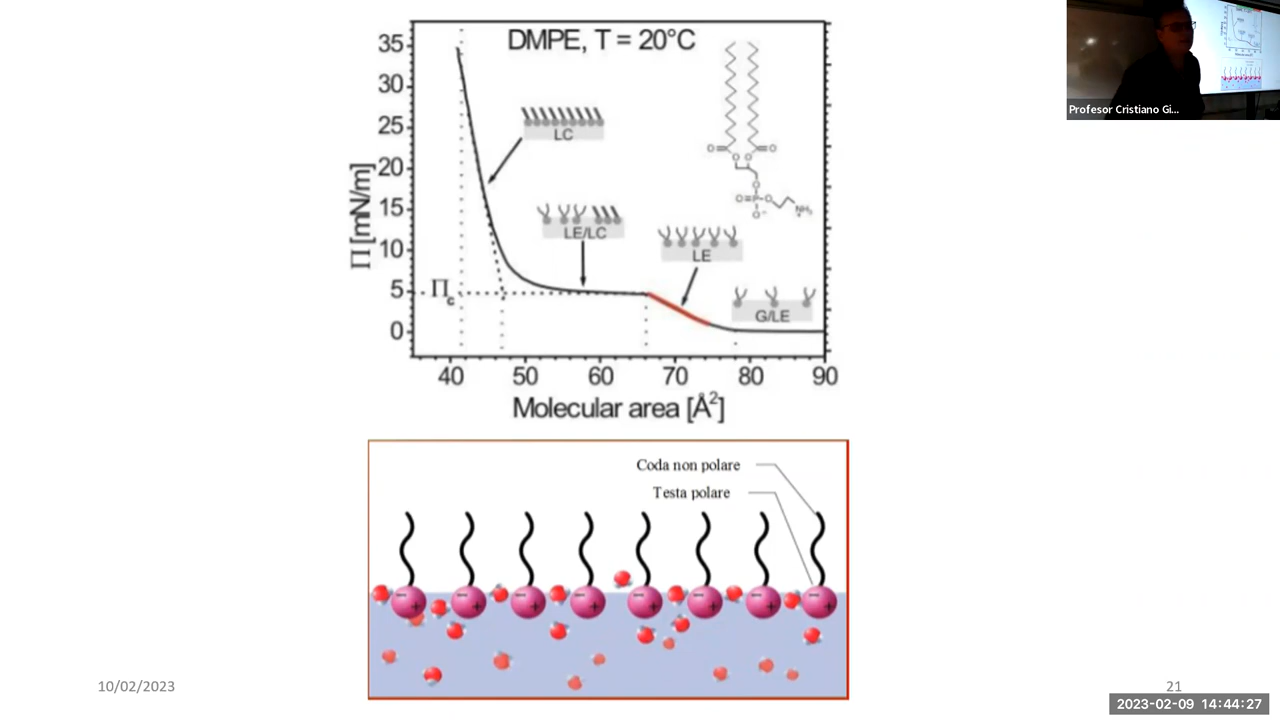 DMPE, T = 20°C
35
30
25
20
15
10
5
0
Π [mN/m]
Πc
LC
LE/LC
LE
G/LE
O
O
O
O
O
O=P-O
O⁻
NH₃
+
40
50
60
70
80
90
Molecular area [Å²]
Coda non polare
Testa polare
10/02/2023
21
Profesor Cristiano Gi...
2023-02-09 14:44:27